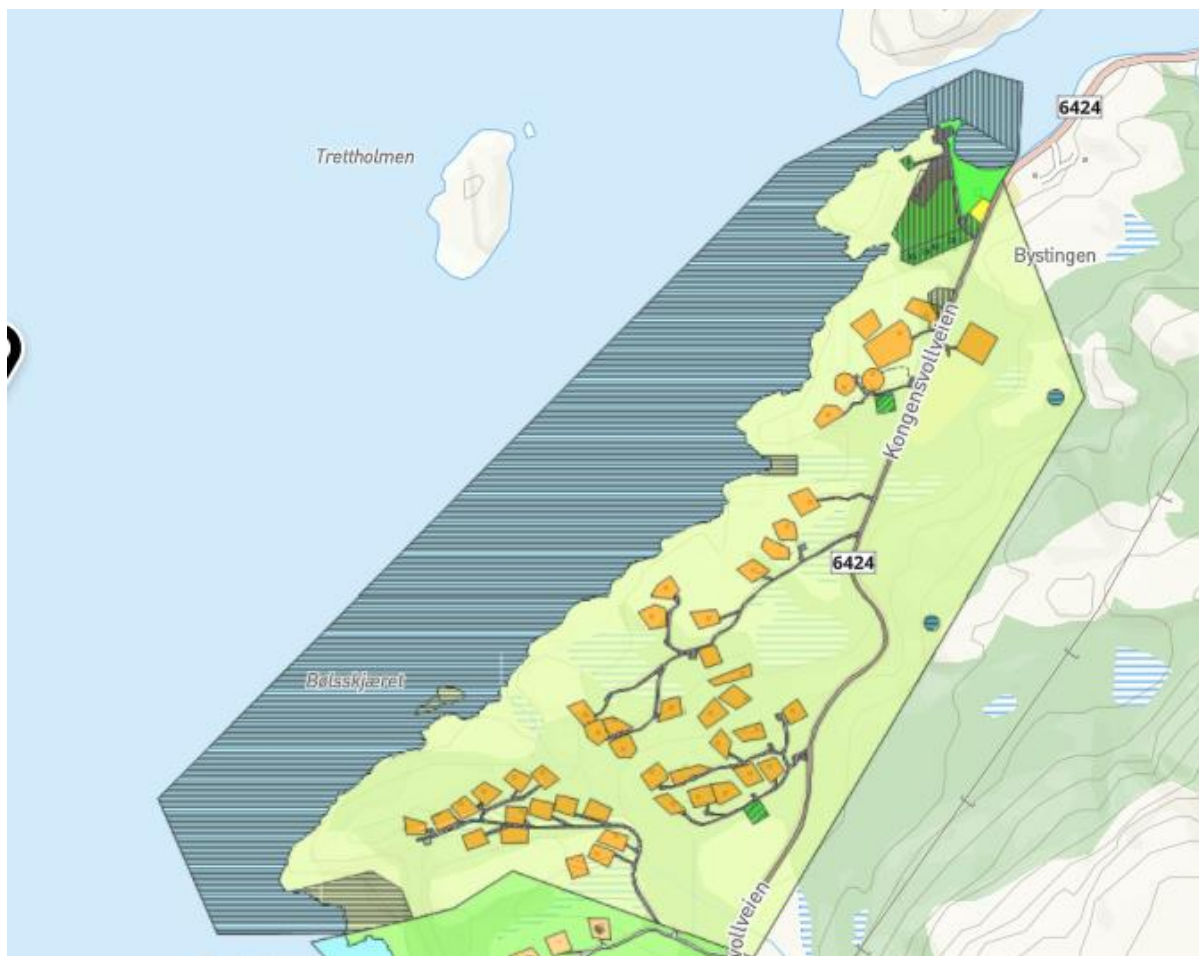 6424
Trettholmen
Bystingen
Kongensvollveien
6424
Bølsskjæret
vollveien